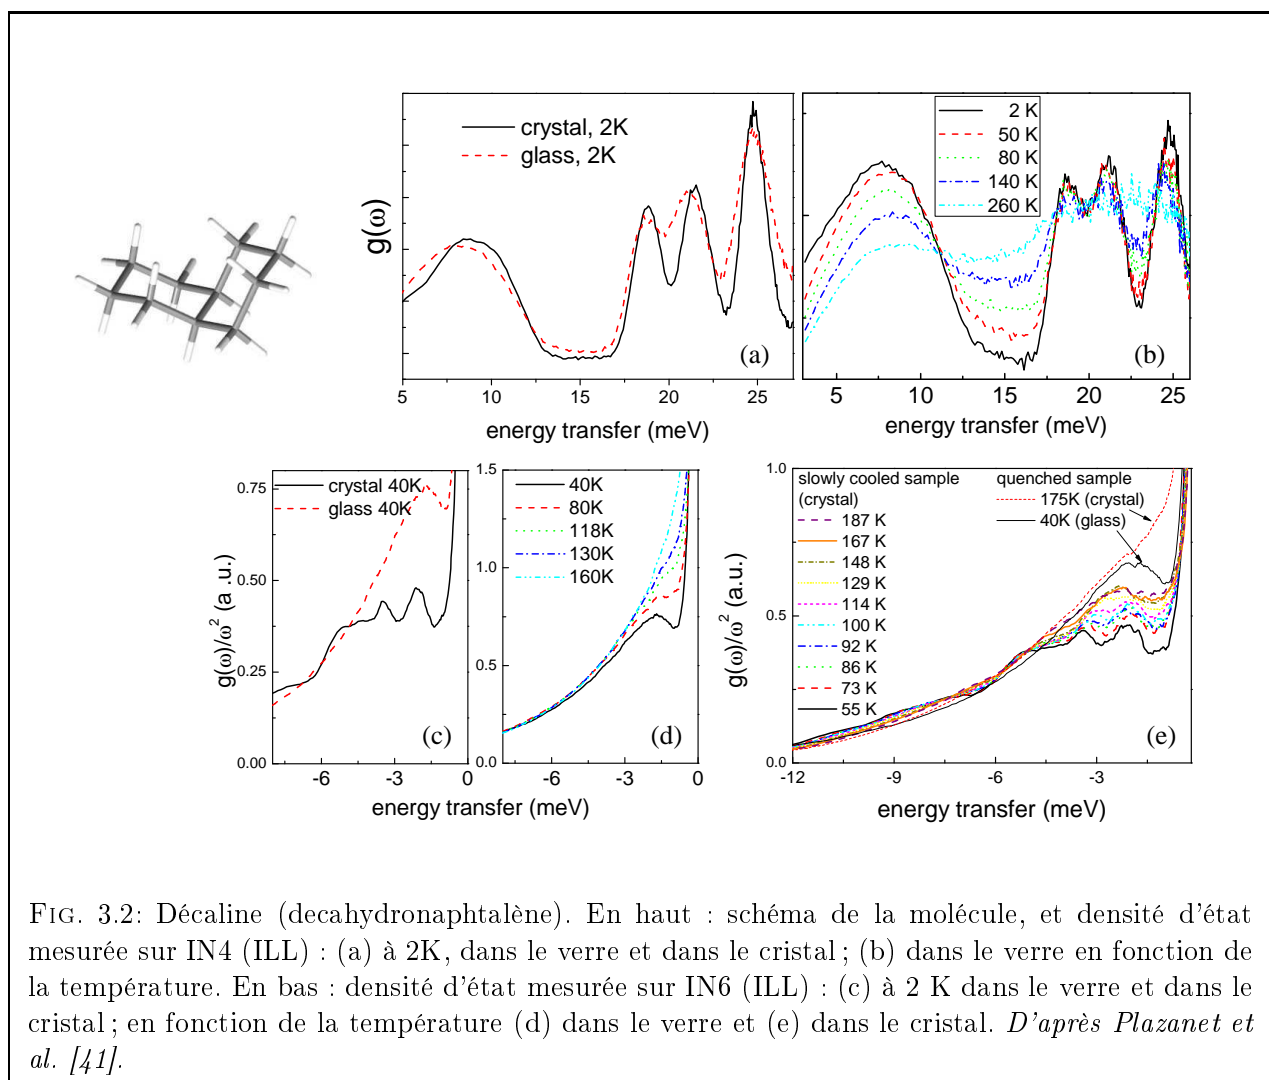 crystal, 2K
glass, 2K
g(ω)
(a)
5 10 15 20 25
energy transfer (meV)
2 K
50 K
80 K
140 K
260 K
(b)
5 10 15 20 25
energy transfer (meV)
0.75
0.50
0.25
0.00
g(ω)/ω² (a .u.)
crystal 40K
glass 40K
(c)
-6 -3 0
energy transfer (meV)
1.5
1.0
0.5
0.0
40K
80K
118K
130K
160K
(d)
-6 -3 0
1.0
0.5
0.0
g(ω)/ω² (a.u.)
slowly cooled sample
(crystal)
187 K
167 K
148 K
129 K
114 K
100 K
92 K
86 K
73 K
55 K
quenched sample
175K (crystal)
40K (glass)
(e)
-12 -9 -6 -3
energy transfer (meV)
FIG. 3.2: Décaline (decahydronaphtalène). En haut : schéma de la molécule, et densité d'état
mesurée sur IN4 (ILL) : (a) à 2K, dans le verre et dans le cristal ; (b) dans le verre en fonction de
la température. En bas : densité d'état mesurée sur IN6 (ILL) : (c) à 2 K dans le verre et dans le
cristal ; en fonction de la température (d) dans le verre et (e) dans le cristal. D'après Plazanet et
al. [41].